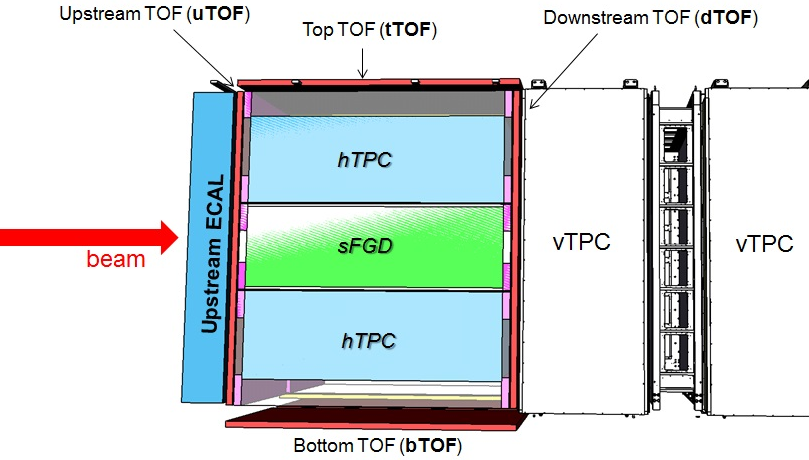 Upstream TOF (uTOF)
Top TOF (tTOF)
Downstream TOF (dTOF)
hTPC
Upstream ECAL
sFGD
vTPC
vTPC
beam
hTPC
Bottom TOF (bTOF)